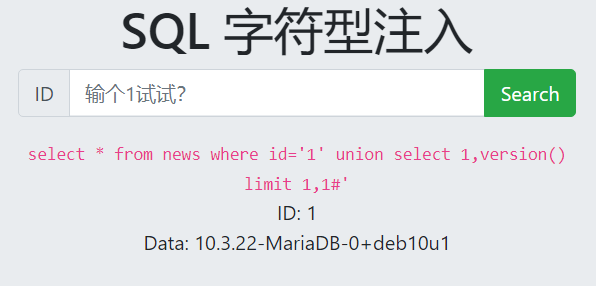 SQL 字符型注入
ID 输个1试试? Search
select * from news where id='1' union select 1,version()
limit 1,1#'
ID: 1
Data: 10.3.22-MariaDB-0+deb10u1